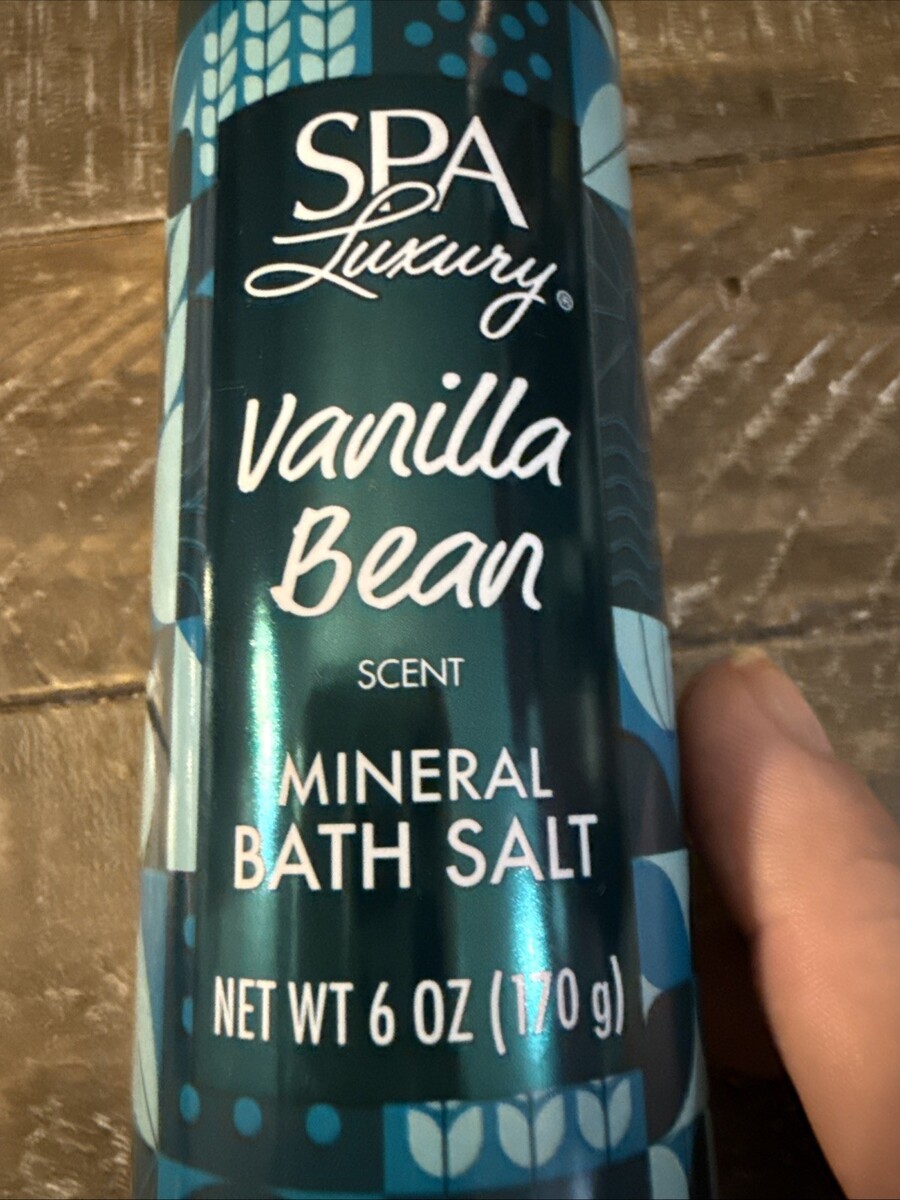 SPA
Luxury®
Vanilla
Bean
SCENT
MINERAL
BATH SALT
NET WT 6 OZ (170 g)